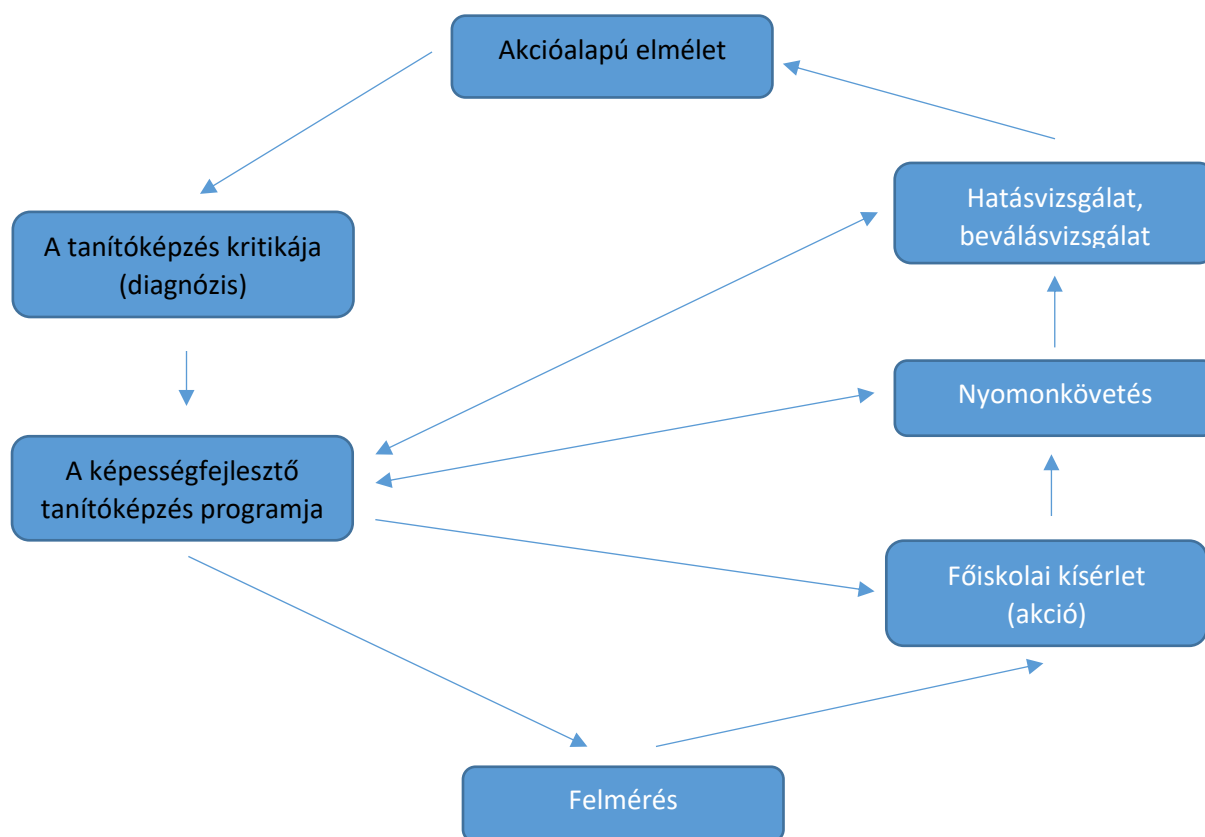 Akcióalapú elmélet
Hatásvizsgálat,
beválásvizsgálat
A tanítóképzés kritikája
(diagnózis)
Nyomonkövetés
A képességfejlesztő
tanítóképzés programja
Főiskolai kísérlet
(akció)
Felmérés